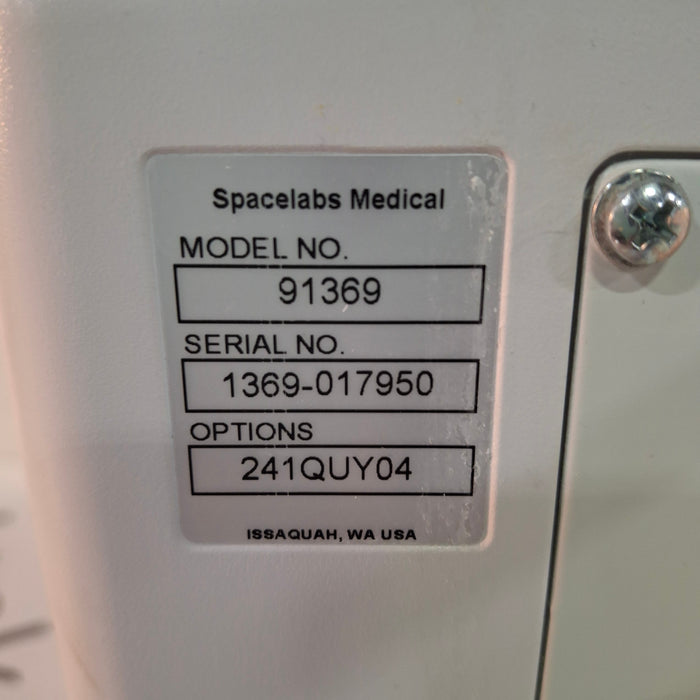 Spacelabs Medical
MODEL NO.
91369
SERIAL NO.
1369-017950
OPTIONS
241QUY04
ISSAQUAH, WA USA